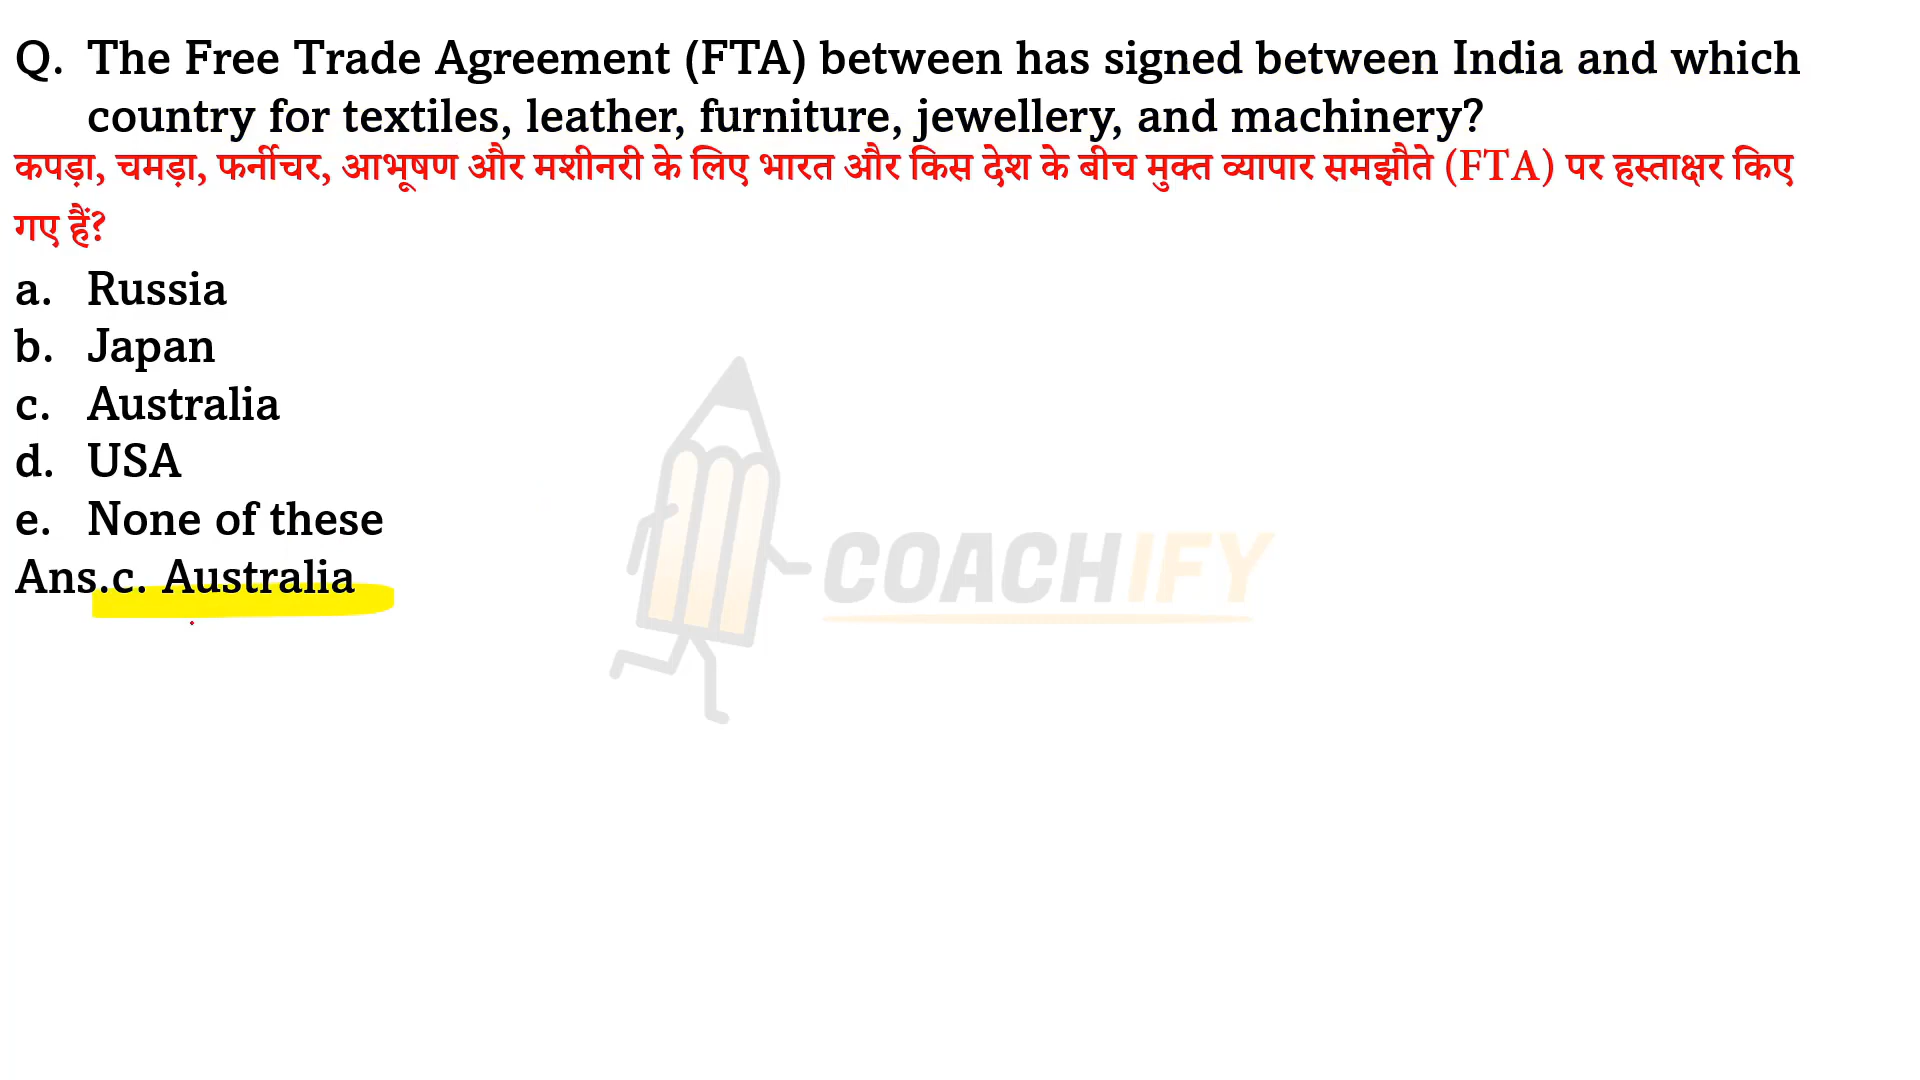 Q. The Free Trade Agreement (FTA) between has signed between India and which
country for textiles, leather, furniture, jewellery, and machinery?
कपड़ा, चमड़ा, फर्नीचर, आभूषण और मशीनरी के लिए भारत और किस देश के बीच मुक्त व्यापार समझौते (FTA) पर हस्ताक्षर किए
गए हैं?
a. Russia
b. Japan
c. Australia
d. USA
e. None of these
Ans.c. Australia
COACHIFY